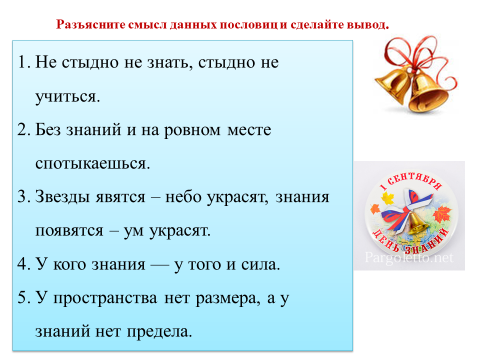 Разъясните смысл данных пословиц и сделайте вывод.
1. Не стыдно не знать, стыдно не
учиться.
2. Без знаний и на ровном месте
спотыкаешься.
3. Звезды явятся – небо украсят, знания
появятся – ум украсят.
4. У кого знания — у того и сила.
5. У пространства нет размера, а у
знаний нет предела.
1 СЕНТЯБРЯ
ДЕНЬ ЗНАНИЙ
Pargolem.net